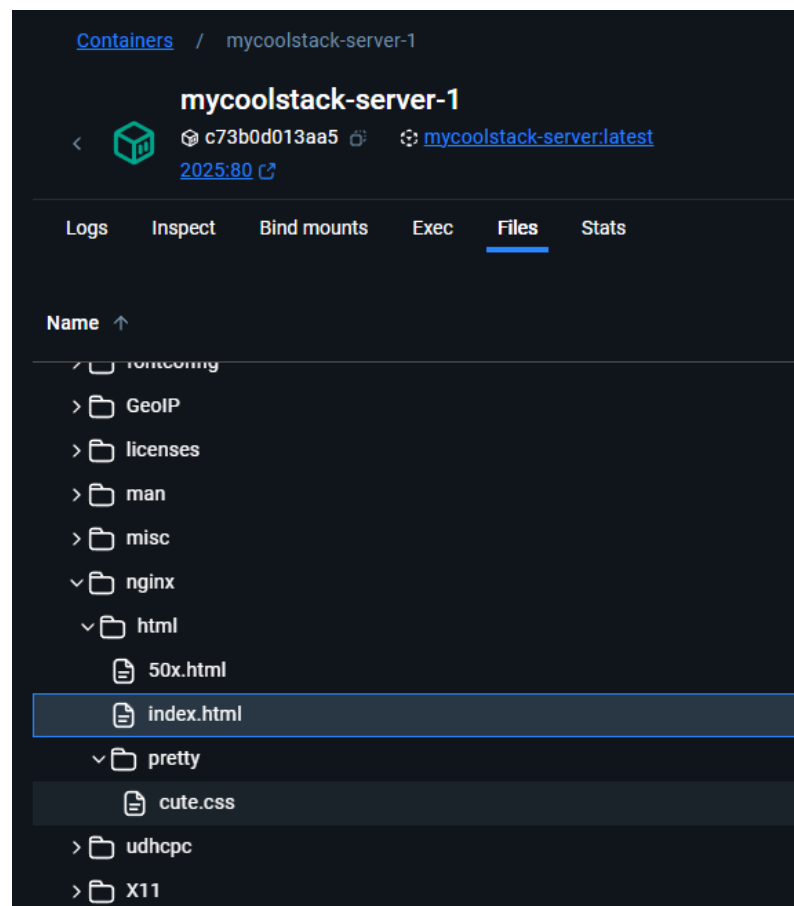 Containers / mycoolstack-server-1
mycoolstack-server-1
c73b0d013aa5 mycoolstack-server:latest
2025:80
Logs Inspect Bind mounts Exec Files Stats
Name
fontconfig
GeoIP
licenses
man
misc
nginx
html
50x.html
index.html
pretty
cute.css
udhcpc
X11